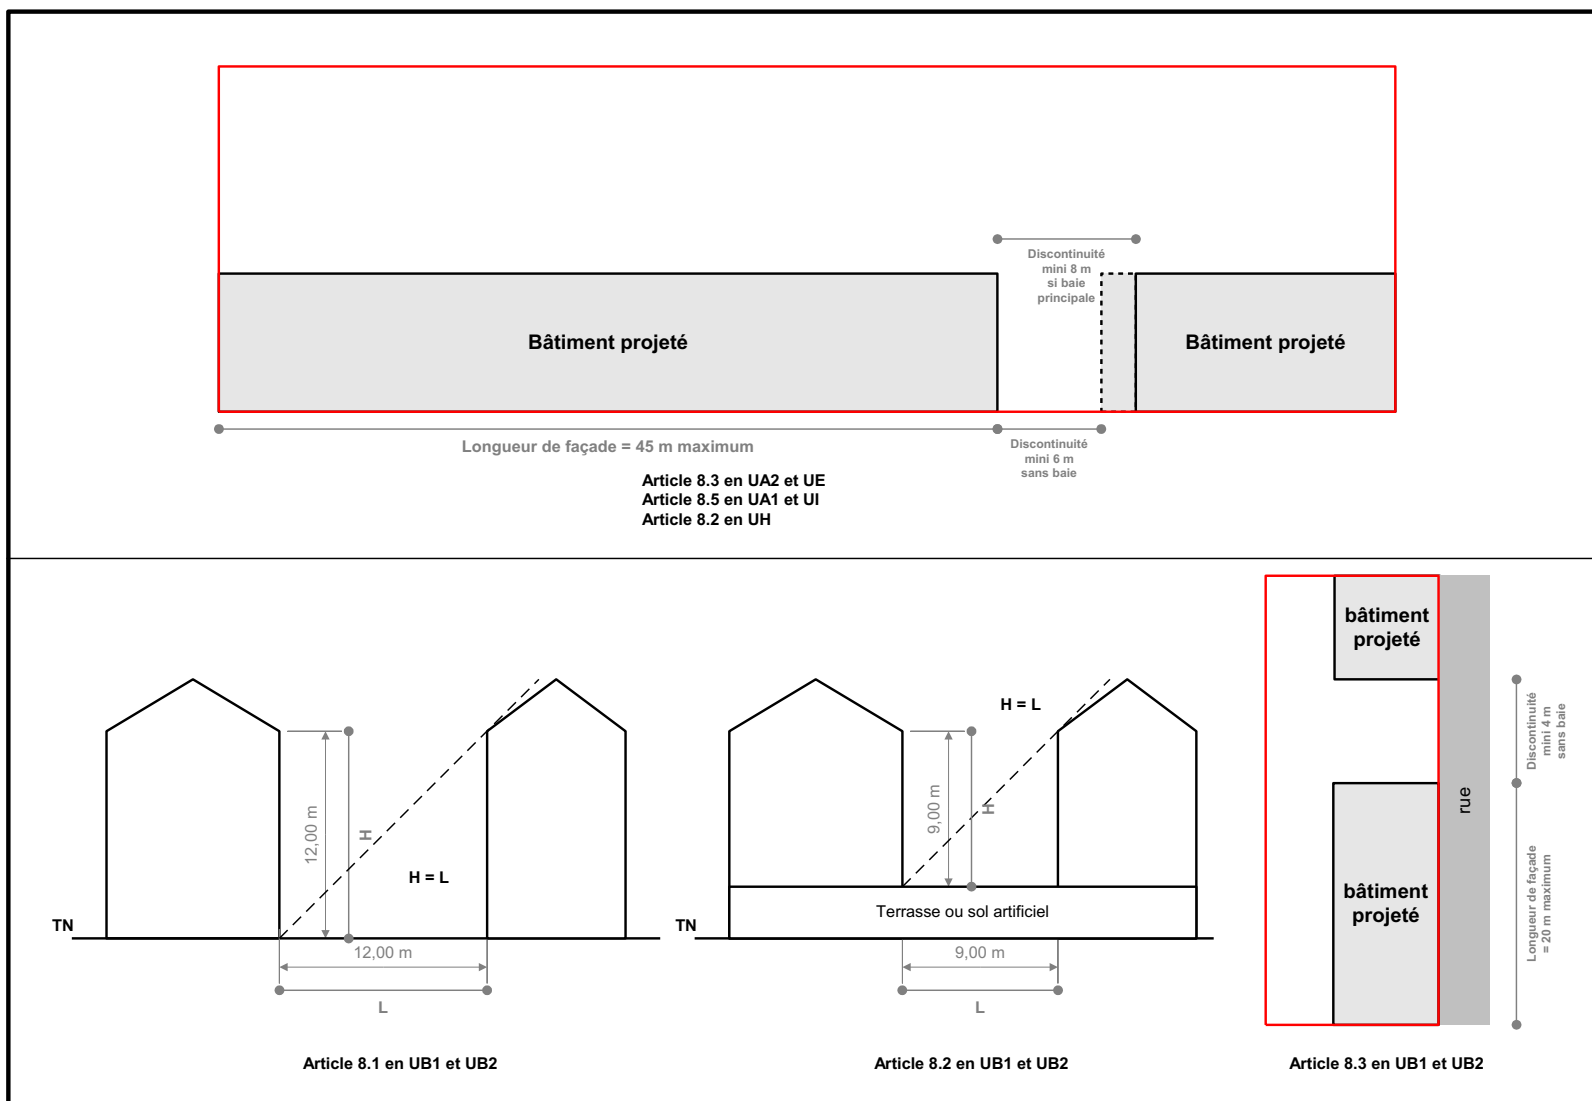 Discontinuité
mini 8 m
si baie
principale
Bâtiment projeté
Bâtiment projeté
Longueur de façade = 45 m maximum
Discontinuité
mini 6 m
sans baie
Article 8.3 en UA2 et UE
Article 8.5 en UA1 et UI
Article 8.2 en UH
TN
12,00 m
H
H = L
12,00 m
L
Article 8.1 en UB1 et UB2
H = L
9,00 m
H
Terrasse ou sol artificiel
TN
9,00 m
L
Article 8.2 en UB1 et UB2
bâtiment
projeté
Discontinuité
mini 4 m
sans baie
rue
bâtiment
projeté
Longueur de façade
= 20 m maximum
Article 8.3 en UB1 et UB2